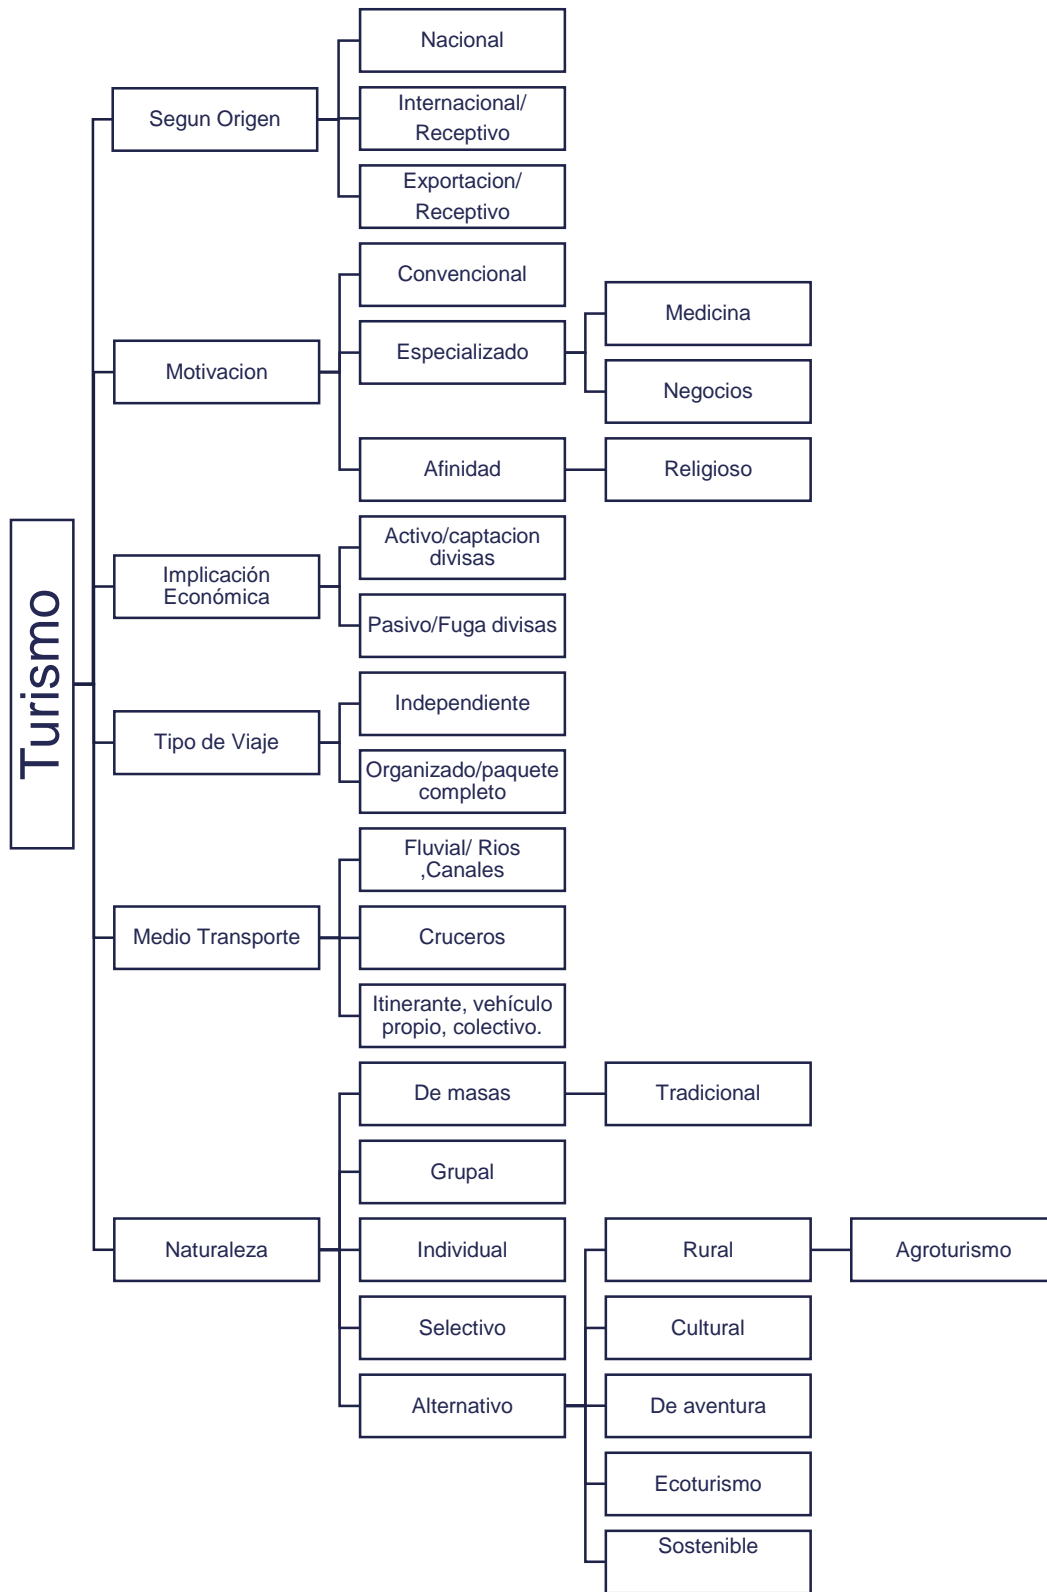 Turismo
Segun Origen
Nacional
Internacional/
Receptivo
Exportacion/
Receptivo
Motivacion
Convencional
Especializado
Medicina
Negocios
Afinidad
Religioso
Implicación
Económica
Activo/captacion
divisas
Pasivo/Fuga divisas
Tipo de Viaje
Independiente
Organizado/paquete
completo
Medio Transporte
Fluvial/ Rios
,Canales
Cruceros
Itinerante, vehículo
propio, colectivo.
Naturaleza
De masas
Tradicional
Grupal
Individual
Selectivo
Alternativo
Rural
Agroturismo
Cultural
De aventura
Ecoturismo
Sostenible